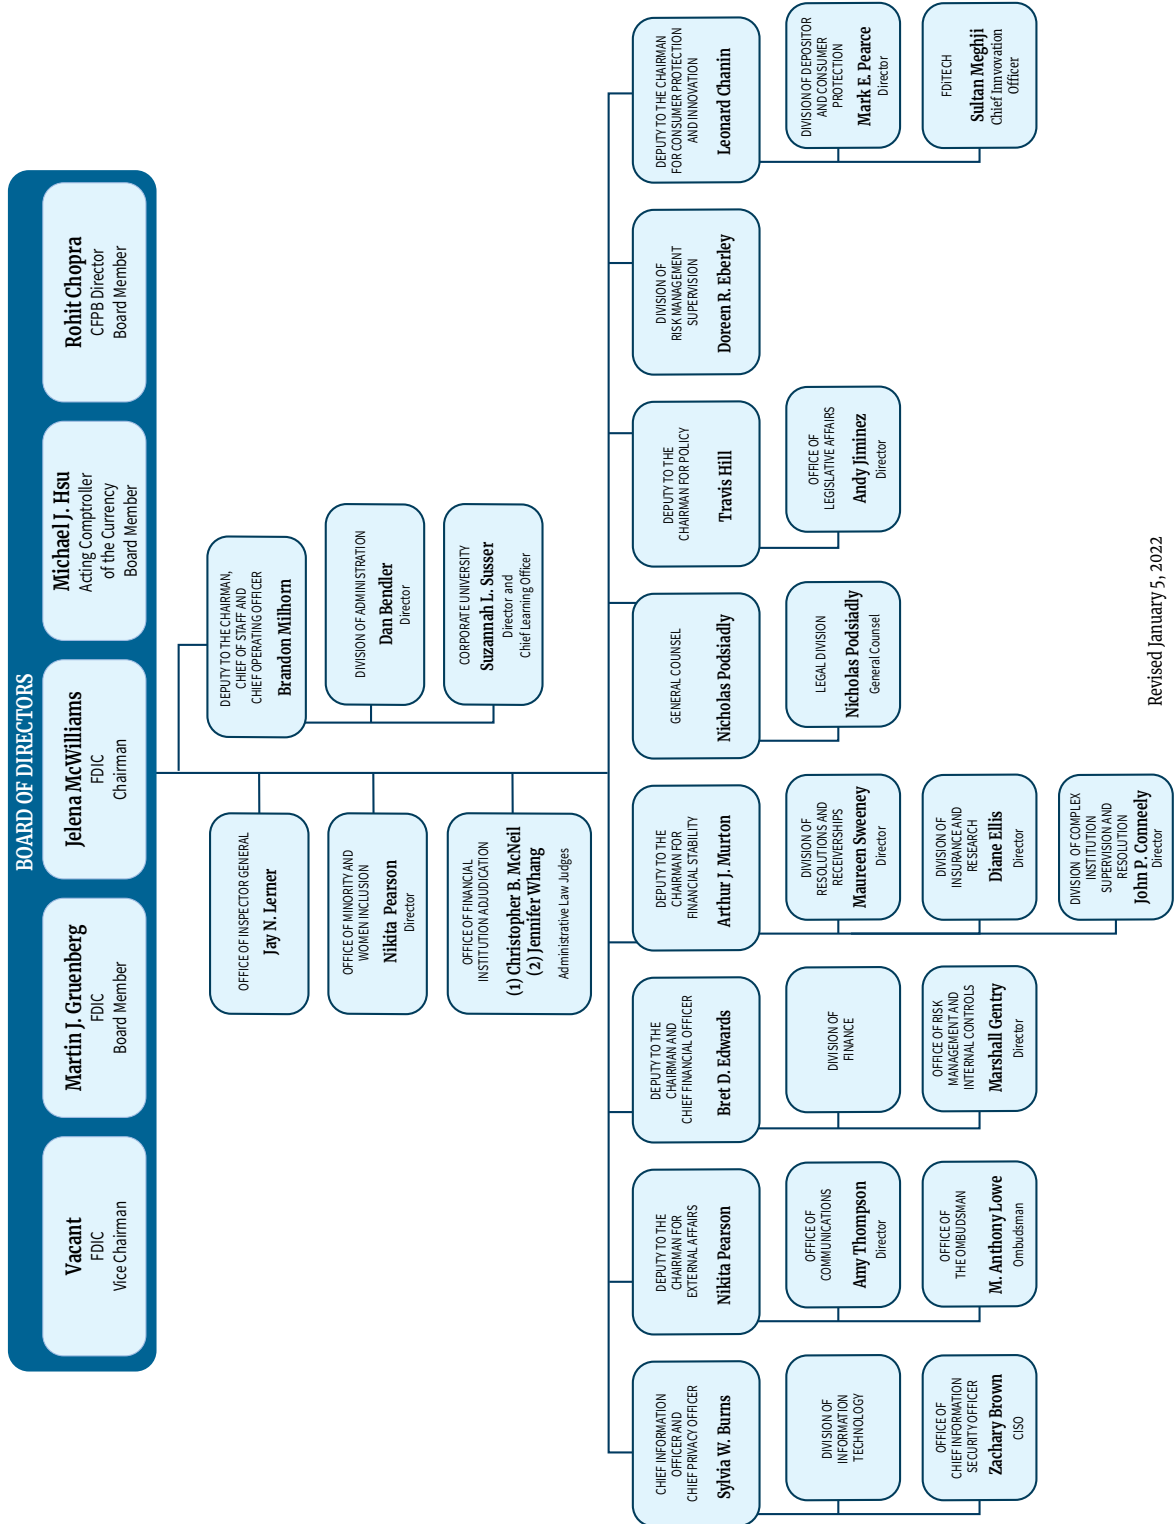 BOARD OF DIRECTORS
Vacant
FDIC
Vice Chairman
Martin J. Gruenberg
FDIC
Board Member
Jelena McWilliams
FDIC
Chairman
Michael J. Hsu
Acting Comptroller
of the Currency
Board Member
Rohit Chopra
CFPB Director
Board Member
OFFICE OF INSPECTOR GENERAL
Jay N. Lerner
OFFICE OF MINORITY AND
WOMEN INCLUSION
Nikita Pearson
Director
OFFICE OF FINANCIAL
INSTITUTION ADJUDICATION
(1) Christopher B. McNeil
(2) Jennifer Whang
Administrative Law Judges
DEPUTY TO THE CHAIRMAN,
CHIEF OF STAFF AND
CHIEF OPERATING OFFICER
Brandon Milhorn
DIVISION OF ADMINISTRATION
Dan Bendler
Director
CORPORATE UNIVERSITY
Suzannah L. Susser
Director and
Chief Learning Officer
CHIEF INFORMATION
OFFICER AND
CHIEF PRIVACY OFFICER
Sylvia W. Burns
DIVISION OF
INFORMATION
TECHNOLOGY
OFFICE OF
CHIEF INFORMATION
SECURITY OFFICER
Zachary Brown
CISO
DEPUTY TO THE
CHAIRMAN FOR
EXTERNAL AFFAIRS
Nikita Pearson
OFFICE OF
COMMUNICATIONS
Amy Thompson
Director
OFFICE OF
THE OMBUDSMAN
M. Anthony Lowe
Ombudsman
DEPUTY TO THE
CHAIRMAN AND
CHIEF FINANCIAL OFFICER
Bret D. Edwards
DIVISION OF
FINANCE
OFFICE OF RISK
MANAGEMENT AND
INTERNAL CONTROLS
Marshall Gentry
Director
DEPUTY TO THE
CHAIRMAN FOR
FINANCIAL STABILITY
Arthur J. Murton
DIVISION OF
RESOLUTIONS AND
RECEIVERSHIPS
Maureen Sweeney
Director
DIVISION OF
INSURANCE AND
RESEARCH
Diane Ellis
Director
DIVISION OF COMPLEX
INSTITUTION
SUPERVISION AND
RESOLUTION
John P. Conneely
Director
GENERAL COUNSEL
Nicholas Podsiadly
LEGAL DIVISION
Nicholas Podsiadly
General Counsel
DEPUTY TO THE
CHAIRMAN FOR POLICY
Travis Hill
OFFICE OF
LEGISLATIVE AFFAIRS
Andy Jiminez
Director
DIVISION OF
RISK MANAGEMENT
SUPERVISION
Doreen R. Eberley
DEPUTY TO THE CHAIRMAN
FOR CONSUMER PROTECTION
AND INNOVATION
Leonard Chanin
DIVISION OF DEPOSITOR
AND CONSUMER
PROTECTION
Mark E. Pearce
Director
FDiTECH
Sultan Meghji
Chief Innvovation
Officer
Revised January 5, 2022